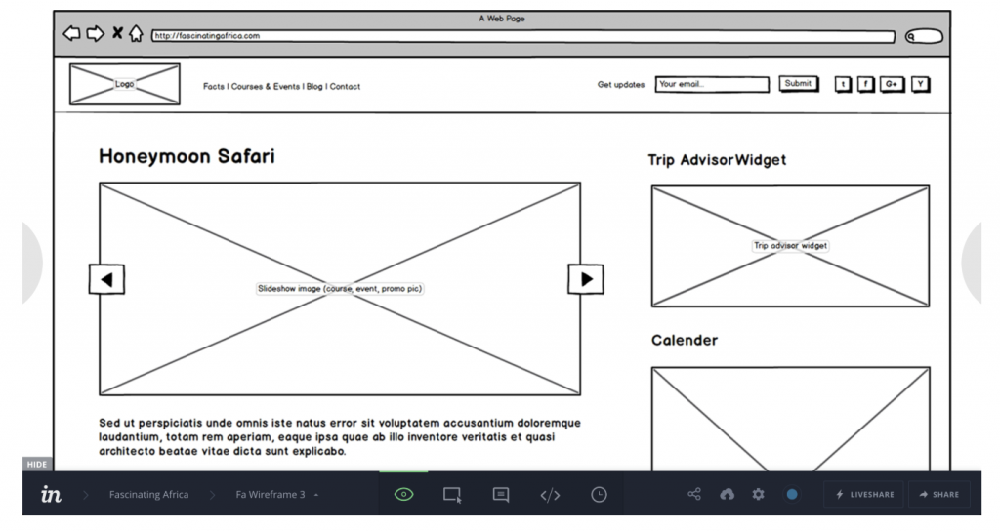 A Web Page
http://fascinatingafrica.com
Logo
Facts | Courses & Events | Blog | Contact
Get updates
Your email...
Submit
t
f
G+
Y
Honeymoon Safari
Slideshow image (course, event, promo pic)
Sed ut perspiciatis unde omnis iste natus error sit voluptatem accusantium doloremque
laudantium, totam rem aperiam, eaque ipsa quae ab illo inventore veritatis et quasi
architecto beatae vitae dicta sunt explicabo.
Trip AdvisorWidget
Trip advisor widget
Calender
HIDE
in
Fascinating Africa
Fa Wireframe 3
LIVESHARE
SHARE